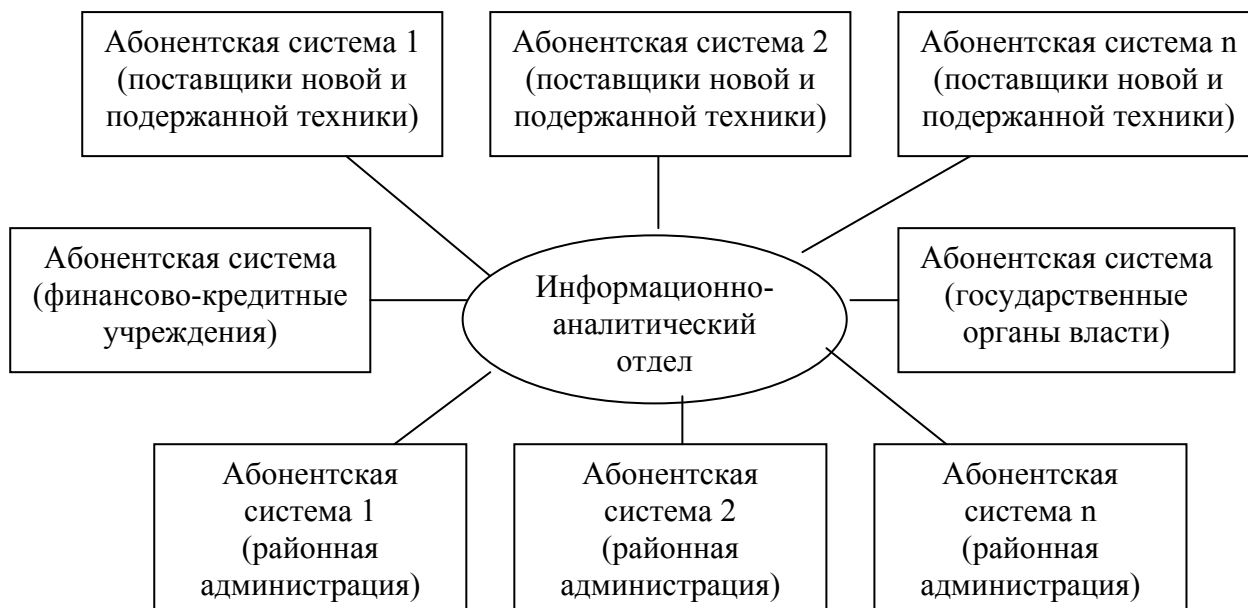 Абонентская система 1
(поставщики новой и
подержанной техники)
Абонентская система 2
(поставщики новой и
подержанной техники)
Абонентская система n
(поставщики новой и
подержанной техники)
Абонентская система
(финансово-кредитные
учреждения)
Информационно-
аналитический
отдел
Абонентская система
(государственные
органы власти)
Абонентская
система 1
(районная
администрация)
Абонентская
система 2
(районная
администрация)
Абонентская
система n
(районная
администрация)